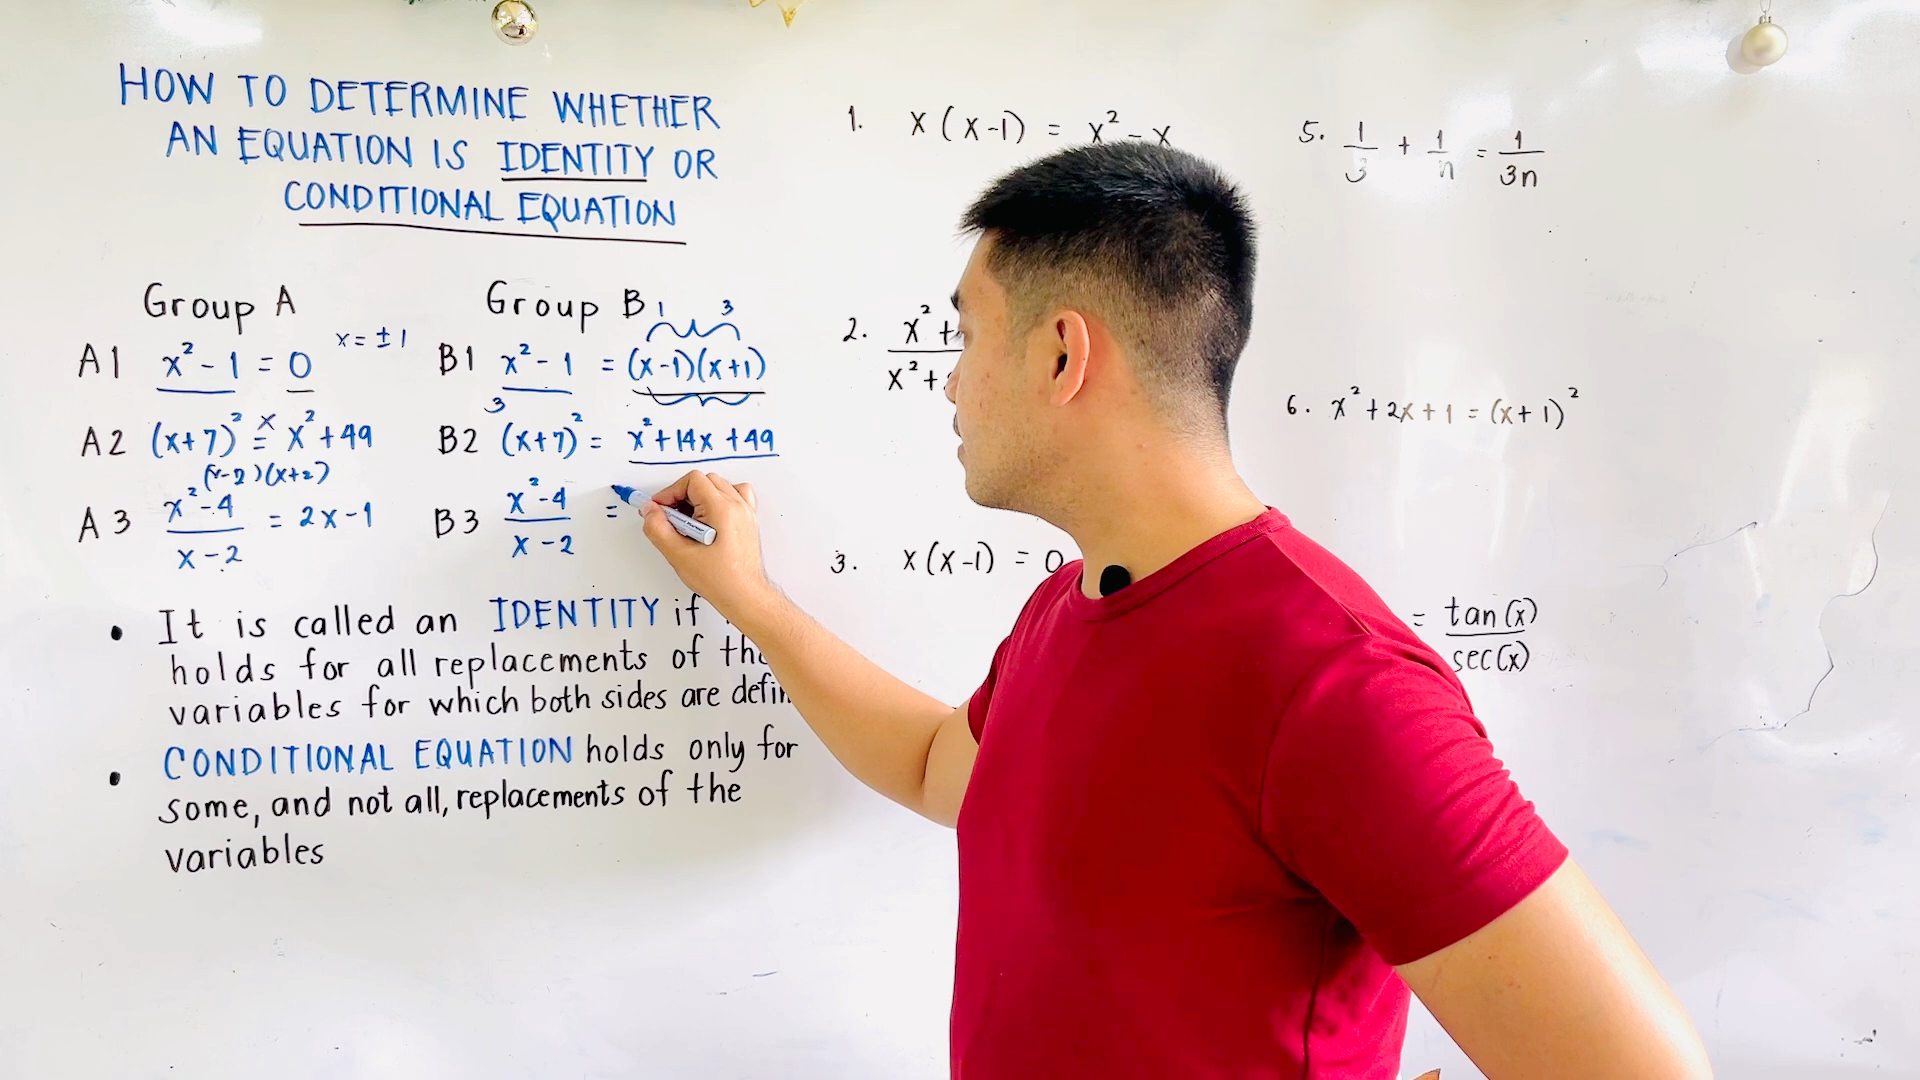 HOW TO DETERMINE WHETHER
AN EQUATION IS IDENTITY OR
CONDITIONAL EQUATION
Group A
x = ±1
A1 x² - 1 = 0
A2 (x+7)² = x² + 49
x
(x-2)(x+2)
A3 x² - 4 / x - 2 = 2x - 1
Group B
1 3
B1 x² - 1 = (x-1)(x+1)
3
B2 (x+7)² = x² + 14x + 49
B3 x² - 4 / x - 2 =
• It is called an IDENTITY if
holds for all replacements of the
variables for which both sides are
• CONDITIONAL EQUATION holds only for
some, and not all, replacements of the
variables
1. x(x-1) = x² - x
2. x² + / x² +
3. x(x-1) = 0
5. 1/3 + 1/n = 1/3n
6. x² + 2x + 1 = (x+1)²
= tan(x) / sec(x)